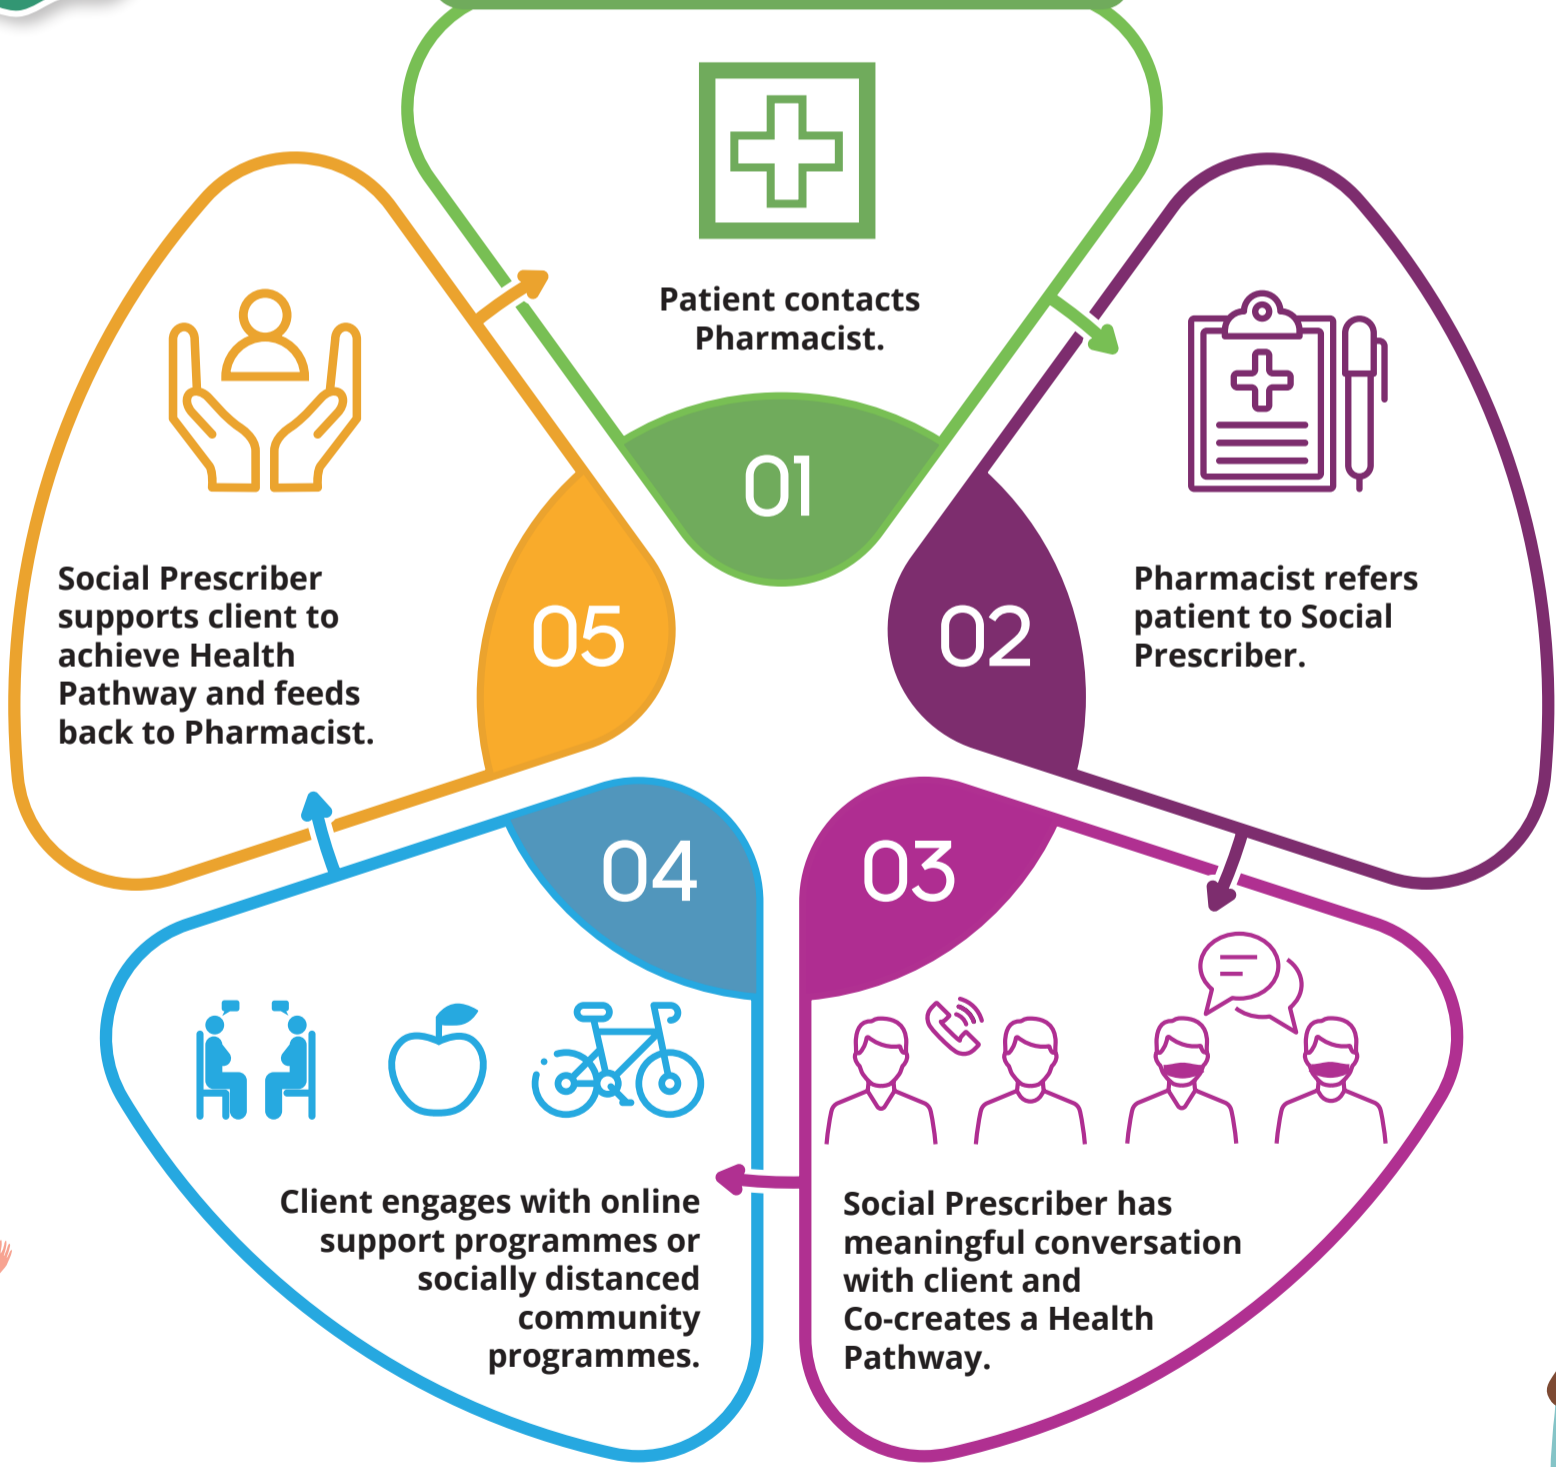 Patient contacts
Pharmacist.
01
Pharmacist refers
patient to Social
Prescriber.
02
03
Social Prescriber has
meaningful conversation
with client and
Co-creates a Health
Pathway.
04
Client engages with online
support programmes or
socially distanced
community
programmes.
05
Social Prescriber
supports client to
achieve Health
Pathway and feeds
back to Pharmacist.